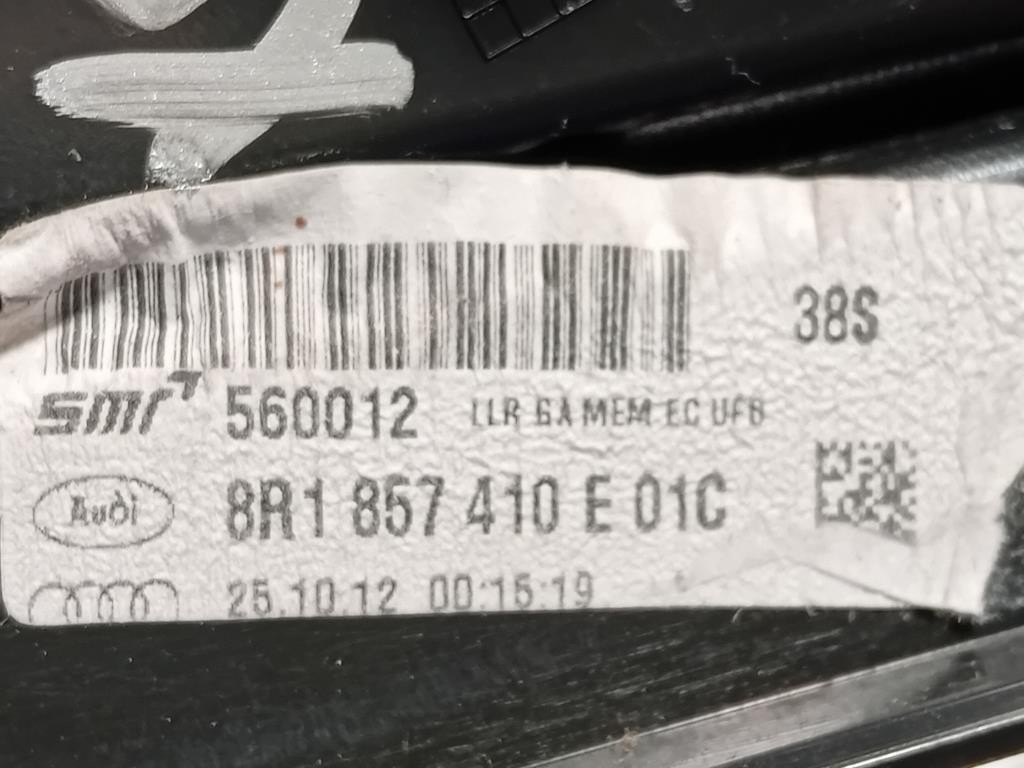 38S
smr 560012 LLR GA MEM EC UFB
Audi 8R1 857 410 E 01C
25.10.12 00:15:19